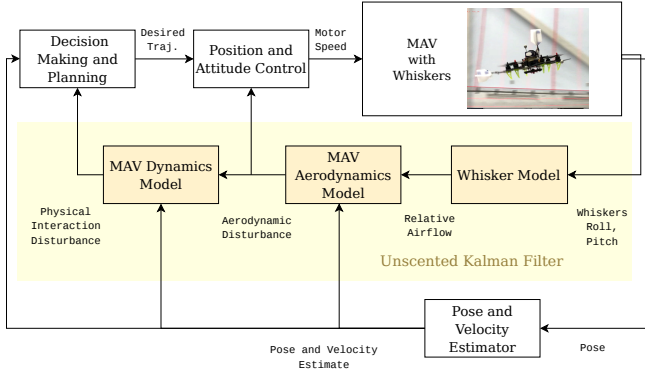 Decision
Making and
Planning
Desired
Traj.
Position and
Attitude Control
Motor
Speed
MAV
with
Whiskers
MAV Dynamics
Model
MAV
Aerodynamics
Model
Whisker Model
Physical
Interaction
Disturbance
Aerodynamic
Disturbance
Relative
Airflow
Whiskers
Roll,
Pitch
Unscented Kalman Filter
Pose and
Velocity
Estimator
Pose and Velocity
Estimate
Pose